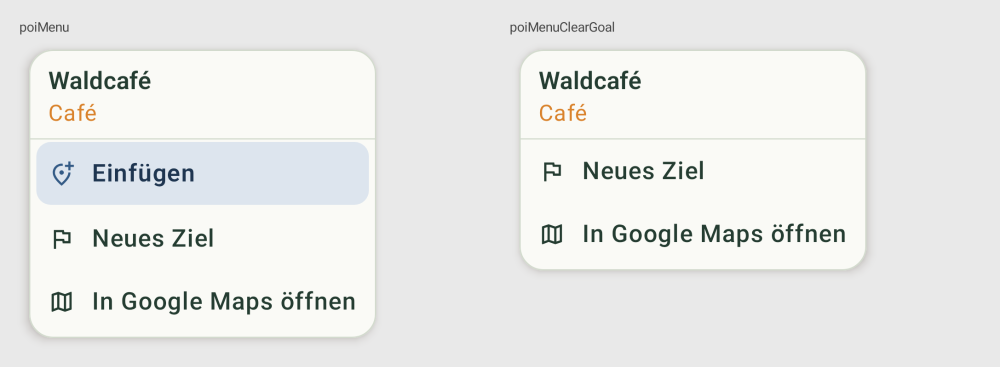 poiMenu
Waldcafé
Café
Einfügen
Neues Ziel
In Google Maps öffnen
poiMenuClearGoal
Waldcafé
Café
Neues Ziel
In Google Maps öffnen